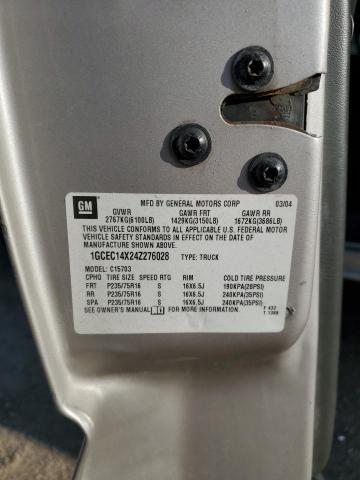 GM
MFD BY GENERAL MOTORS CORP 03/04
GVWR GAWR FRT GAWR RR
2767KG(6100LB) 1429KG(3150LB) 1672KG(3686LB)
THIS VEHICLE CONFORMS TO ALL APPLICABLE U.S. FEDERAL MOTOR
VEHICLE SAFETY STANDARDS IN EFFECT ON THE DATE OF
MANUFACTURE SHOWN ABOVE.
1GCEC14X24Z276028 TYPE: TRUCK
MODEL: C15703
CPHQ TIRE SIZE SPEED RTG RIM COLD TIRE PRESSURE
FRT P235/75R16 S 16X6.5J 190KPA(28PSI)
RR P235/75R16 S 16X6.5J 240KPA(35PSI)
SPA P235/75R16 S 16X6.5J 240KPA(35PSI)
SEE OWNER'S MANUAL FOR MORE INFORMATION.